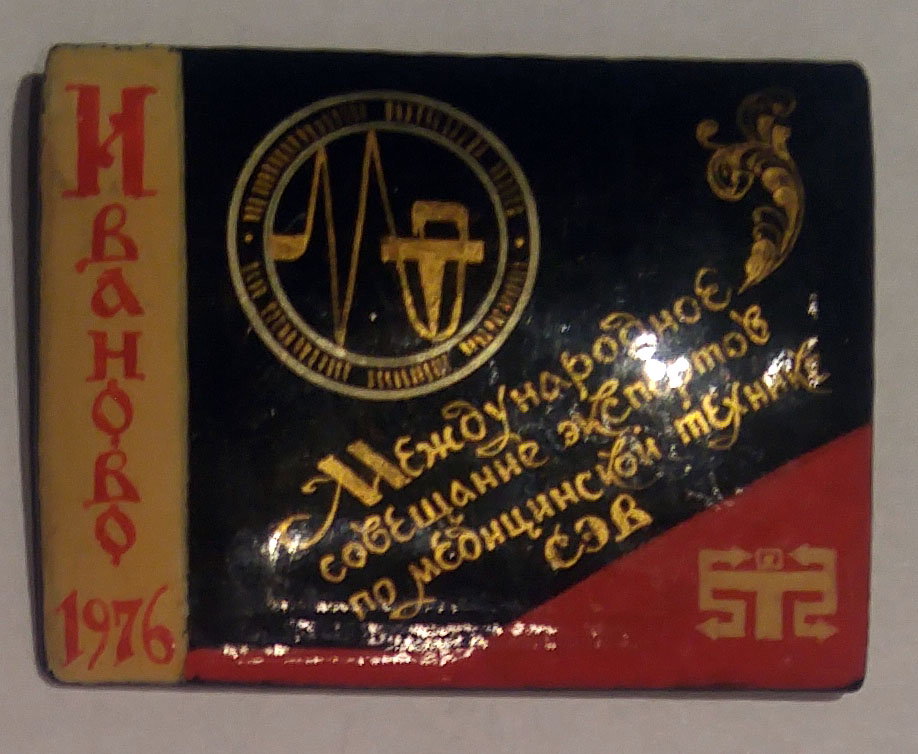 Иваново
1976
Международное
совещание экспертов
по медицинской технике
СЭВ